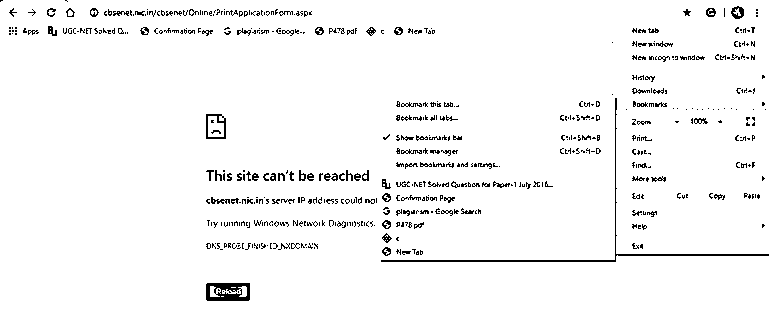 cbsenet.nic.in/cbsenet/Online/PrintApplicationForm.aspx
Apps UGC-NET Solved Q... Confirmation Page plagiarism - Google... P478.pdf c New Tab
New tab Ctrl+T
New window Ctrl+N
New incognito window Ctrl+Shift+N
History
Downloads Ctrl+J
Bookmarks
Zoom - 100% +
Print... Ctrl+P
Cast...
Find... Ctrl+F
More tools
Edit Cut Copy Paste
Settings
Help
Exit
Bookmark this tab... Ctrl+D
Bookmark all tabs... Ctrl+Shift+D
Show bookmarks bar Ctrl+Shift+B
Bookmark manager Ctrl+Shift+O
Import bookmarks and settings...
UGC-NET Solved Question for Paper-1 July 2016...
Confirmation Page
plagiarism - Google Search
P478.pdf
c
New Tab
This site can't be reached
cbsenet.nic.in's server IP address could not
Try running Windows Network Diagnostics.
DNS_PROBE_FINISHED_NXDOMAIN
Reload